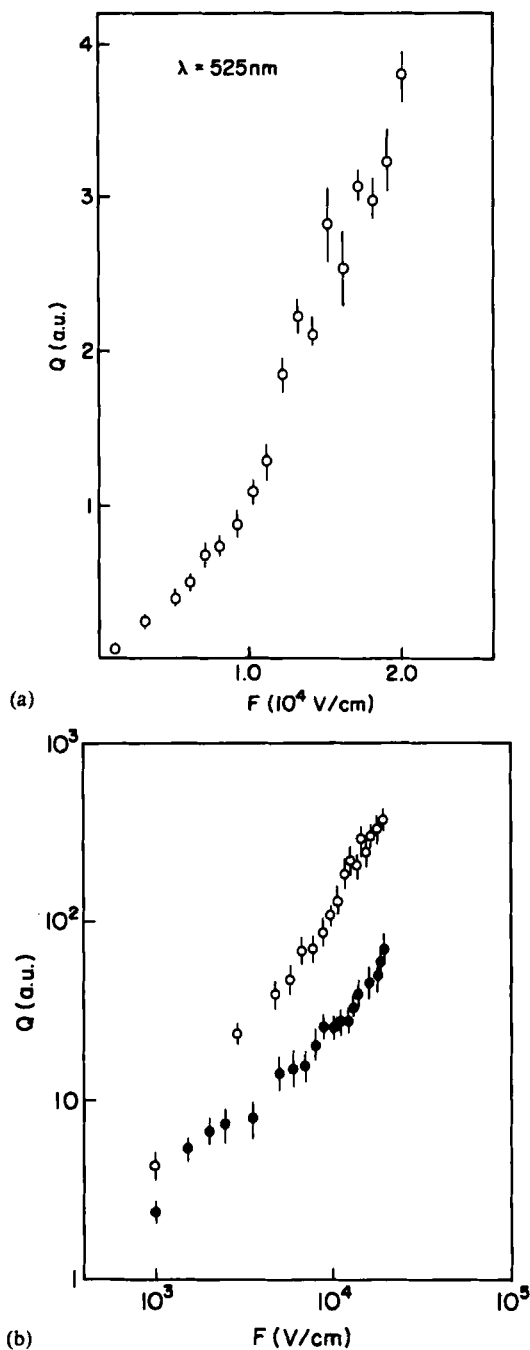 4
λ = 525nm
3
Q (a.u.)
2
1
1.0
2.0
(a)
F (10⁴ V/cm)
10³
10²
Q (a.u.)
10
1
10³
10⁴
10⁵
(b)
F (V/cm)